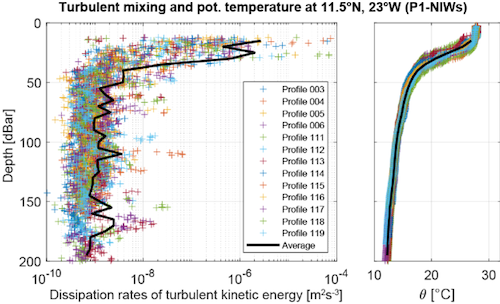 Turbulent mixing and pot. temperature at 11.5°N, 23°W (P1-NIWs)
0
50
100
150
200
Depth [dBar]
Profile 003
Profile 004
Profile 005
Profile 006
Profile 111
Profile 112
Profile 113
Profile 114
Profile 115
Profile 116
Profile 117
Profile 118
Profile 119
Average
10⁻¹⁰ 10⁻⁸ 10⁻⁶ 10⁻⁴
Dissipation rates of turbulent kinetic energy [m²s⁻³]
10 20 30
θ [°C]